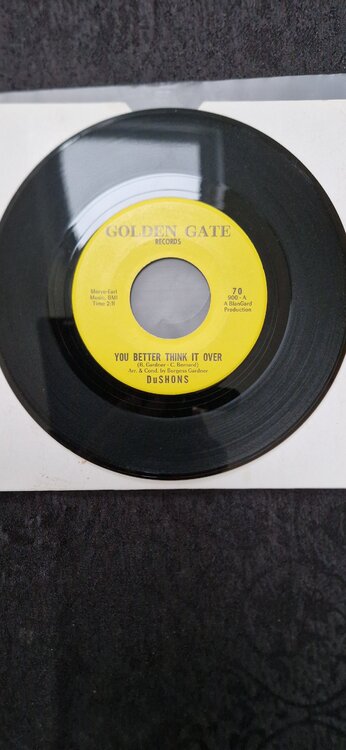 GOLDEN GATE
RECORDS
Marvo-Earl
Music, BMI
Time 2:11
70
900 - A
A BlanGard
Production
YOU BETTER THINK IT OVER
(B. Gardner - C. Bernard)
Arr. & Cond. by Burgess Gardner
DuSHONS